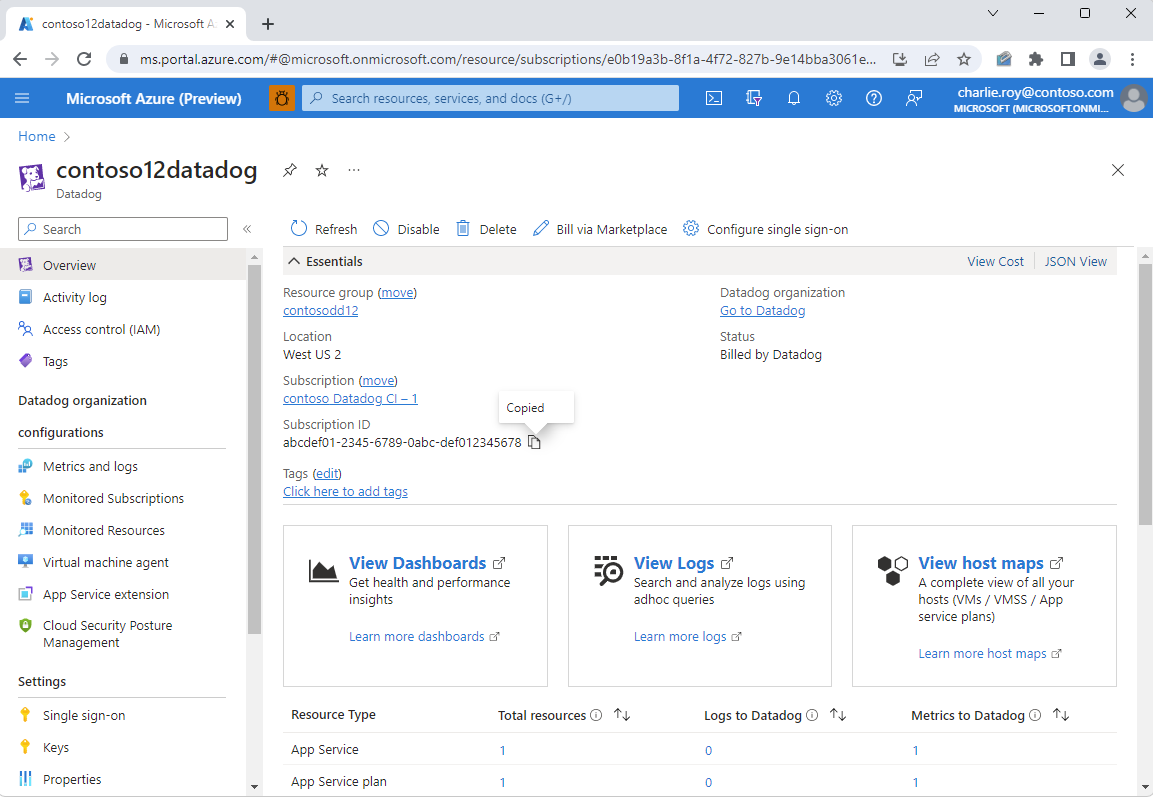 contoso12datadog - Microsoft A
ms.portal.azure.com/#@microsoft.onmicrosoft.com/resource/subscriptions/e0b19a3b-8f1a-4f72-827b-9e14bba3061e...
Microsoft Azure (Preview)
Search resources, services, and docs (G+/)
charlie.roy@contoso.com
MICROSOFT (MICROSOFT.ONMI...
Home
contoso12datadog
Datadog
Search
Refresh
Disable
Delete
Bill via Marketplace
Configure single sign-on
Overview
Activity log
Access control (IAM)
Tags
Datadog organization
configurations
Metrics and logs
Monitored Subscriptions
Monitored Resources
Virtual machine agent
App Service extension
Cloud Security Posture
Management
Settings
Single sign-on
Keys
Properties
Essentials
View Cost
JSON View
Resource group (move)
contosodd12
Location
West US 2
Subscription (move)
contoso Datadog CI – 1
Subscription ID
abcdef01-2345-6789-0abc-def012345678
Copied
Tags (edit)
Click here to add tags
Datadog organization
Go to Datadog
Status
Billed by Datadog
View Dashboards
Get health and performance
insights
Learn more dashboards
View Logs
Search and analyze logs using
adhoc queries
Learn more logs
View host maps
A complete view of all your
hosts (VMs / VMSS / App
service plans)
Learn more host maps
Resource Type Total resources Logs to Datadog Metrics to Datadog
App Service 1 0 1
App Service plan 1 0 1